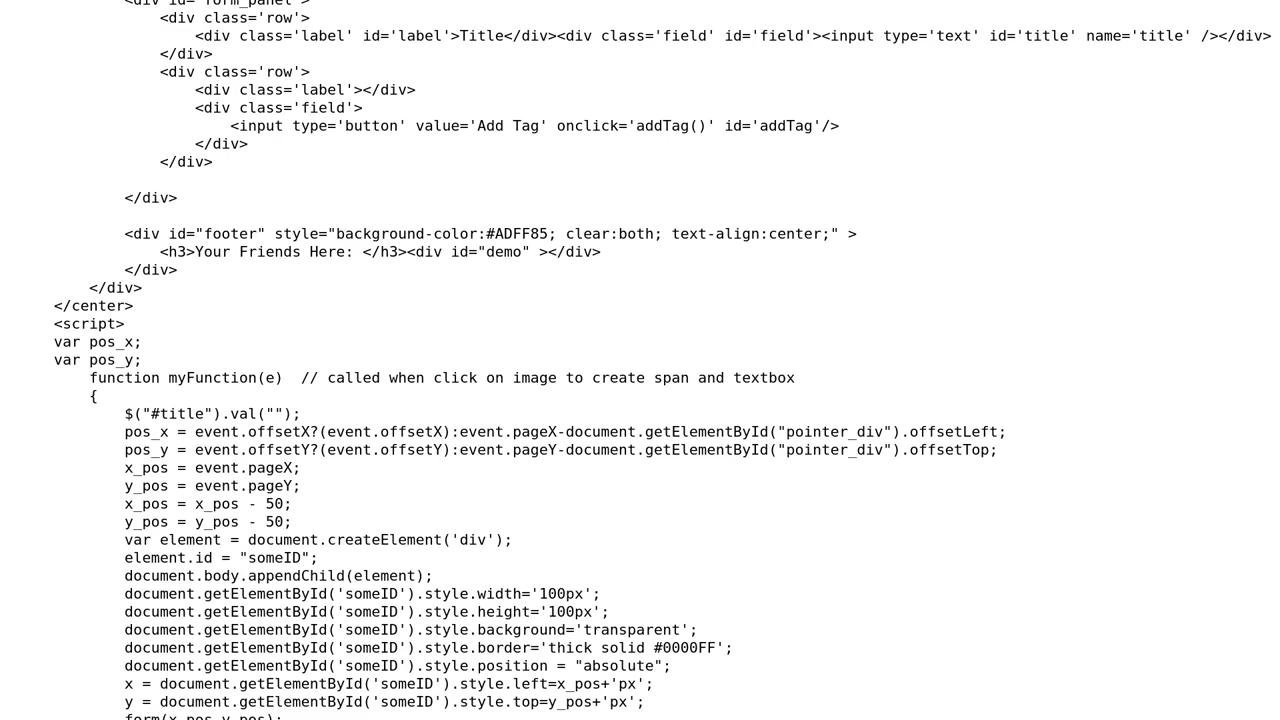 <div id='form_panel'>
<div class='row'>
<div class='label' id='label'>Title</div><div class='field' id='field'><input type='text' id='title' name='title' /></div>
</div>
<div class='row'>
<div class='label'></div>
<div class='field'>
<input type='button' value='Add Tag' onclick='addTag()' id='addTag'/>
</div>
</div>
</div>
<div id="footer" style="background-color:#ADFF85; clear:both; text-align:center;" >
<h3>Your Friends Here: </h3><div id="demo" ></div>
</div>
</div>
</center>
<script>
var pos_x;
var pos_y;
function myFunction(e)  // called when click on image to create span and textbox
{
$("#title").val("");
pos_x = event.offsetX?(event.offsetX):event.pageX-document.getElementById("pointer_div").offsetLeft;
pos_y = event.offsetY?(event.offsetY):event.pageY-document.getElementById("pointer_div").offsetTop;
x_pos = event.pageX;
y_pos = event.pageY;
x_pos = x_pos - 50;
y_pos = y_pos - 50;
var element = document.createElement('div');
element.id = "someID";
document.body.appendChild(element);
document.getElementById('someID').style.width='100px';
document.getElementById('someID').style.height='100px';
document.getElementById('someID').style.background='transparent';
document.getElementById('someID').style.border='thick solid #0000FF';
document.getElementById('someID').style.position = "absolute";
x = document.getElementById('someID').style.left=x_pos+'px';
y = document.getElementById('someID').style.top=y_pos+'px';
form(x_pos,y_pos);